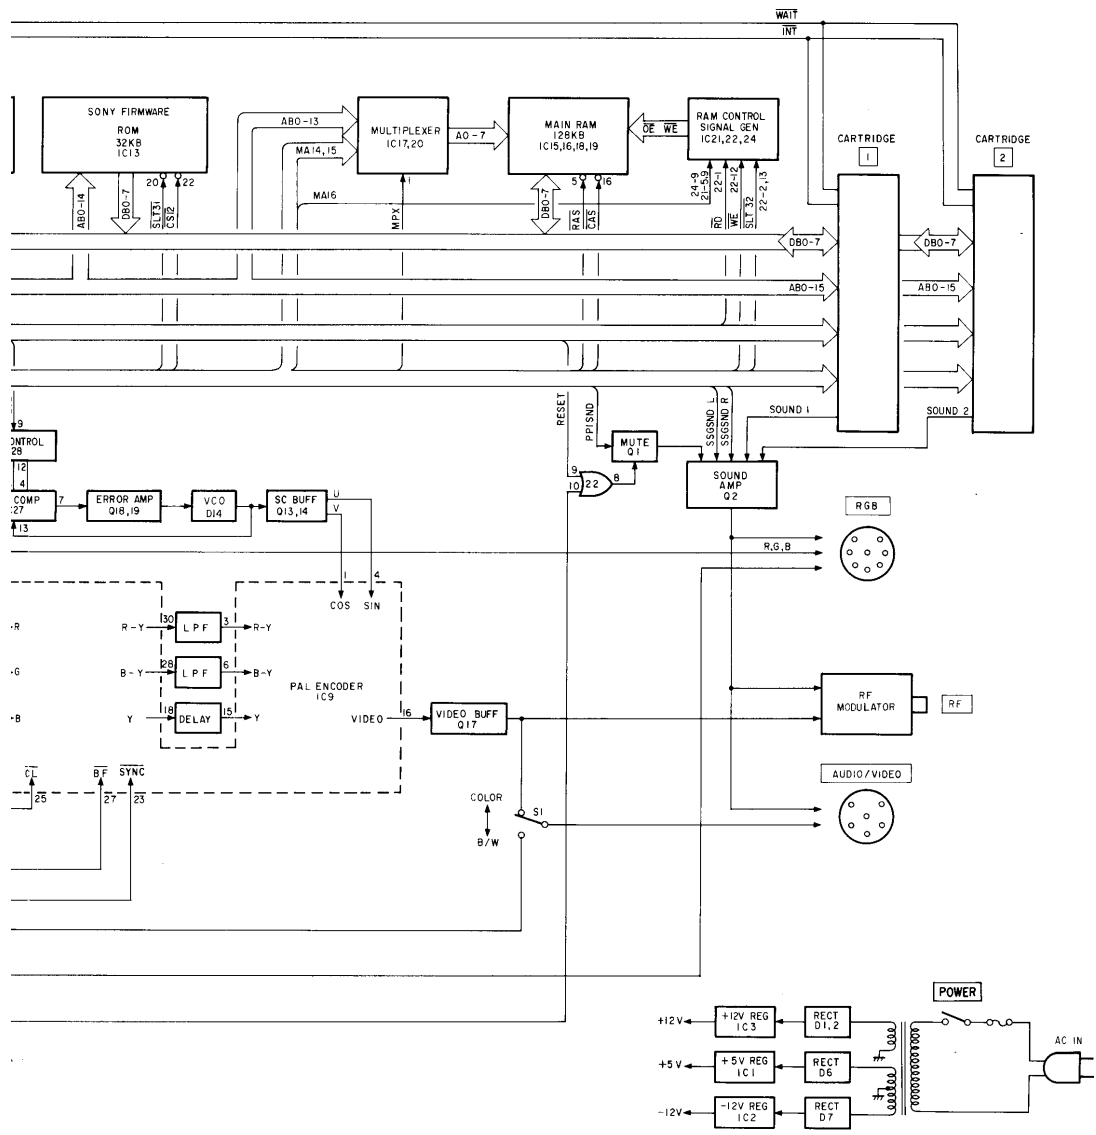 WAIT
INT
SONY FIRMWARE
ROM
32KB
IC13
AB0-13
MA14,15
MULTIPLEXER
IC17,20
A0-7
MAIN RAM
128KB
IC15,16,18,19
OE WE
RAM CONTROL
SIGNAL GEN
IC21,22,24
CARTRIDGE
1
CARTRIDGE
2
20
22
1
5
16
24-9
21-5,9
22-1
22-12
22-2,13
AB0-14
DB0-7
SLT31
CS12
MA16
MPX
DB0-7
RAS
CAS
RD
WE
SLT 32
DB0-7
DB0-7
AB0-15
AB0-15
RESET
PPISND
SSGSND L
SSGSND R
SOUND 1
SOUND 2
9
ONTROL
28
12
4
COMP
C27
7
13
ERROR AMP
Q18,19
VCO
D14
SC BUFF
Q13,14
U
V
9
10
22
8
MUTE
Q1
SOUND
AMP
Q2
RGB
R,G,B
1
4
COS
SIN
R
R-Y
30
LPF
3
R-Y
G
B-Y
28
LPF
6
B-Y
B
Y
18
DELAY
15
Y
PAL ENCODER
IC9
VIDEO
16
VIDEO BUFF
Q17
RF
MODULATOR
RF
CL
25
BF
27
SYNC
23
AUDIO/VIDEO
COLOR
B/W
S1
POWER
AC IN
+12V
+12V REG
IC3
RECT
D1,2
+5V
+5V REG
IC1
RECT
D6
-12V
-12V REG
IC2
RECT
D7